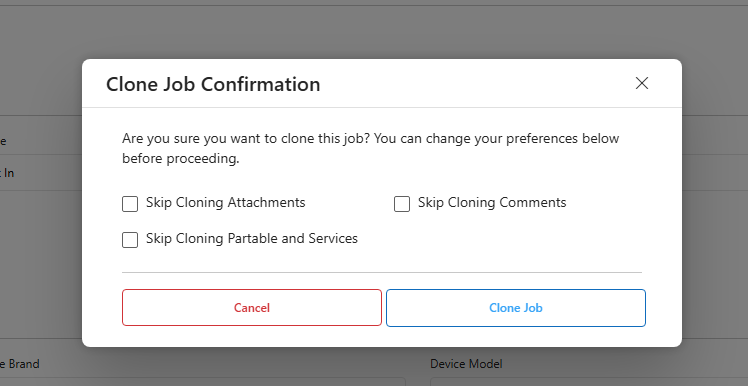 Clone Job Confirmation
e
Are you sure you want to clone this job? You can change your preferences below
before proceeding.
t In
Skip Cloning Attachments
Skip Cloning Comments
Skip Cloning Partable and Services
Cancel
Clone Job
e Brand
Device Model